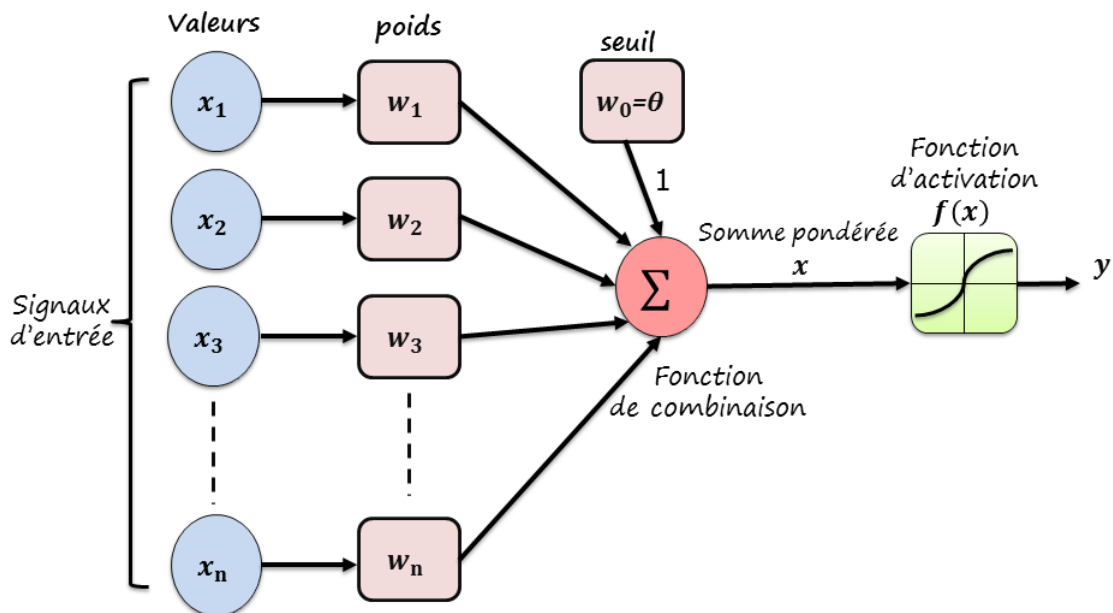 Valeurs
poids
seuil
x₁
w₁
w₀=θ
1
x₂
w₂
Fonction
d'activation
f(x)
Somme pondérée
x
y
Σ
Signaux
d'entrée
x₃
w₃
Fonction
de combinaison
xₙ
wₙ